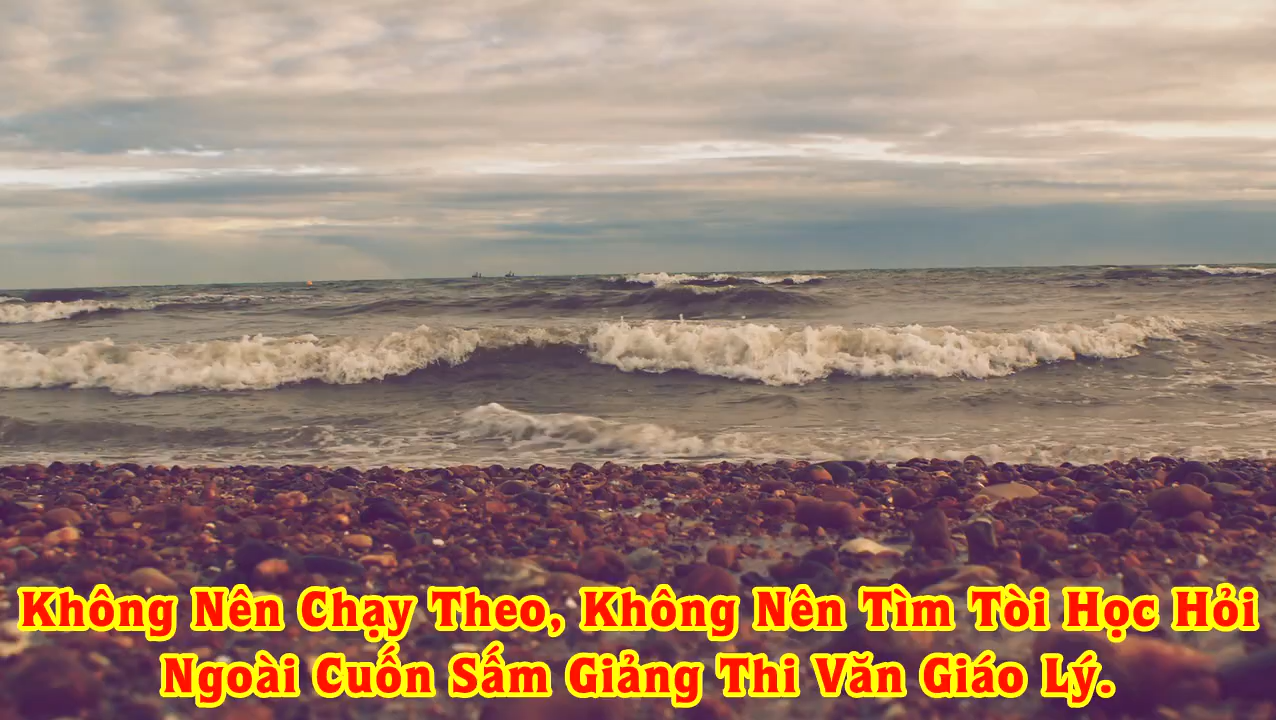 Không Nên Chạy Theo, Không Nên Tìm Tòi Học Hỏi
Ngoài Cuốn Sấm Giảng Thi Văn Giáo Lý.